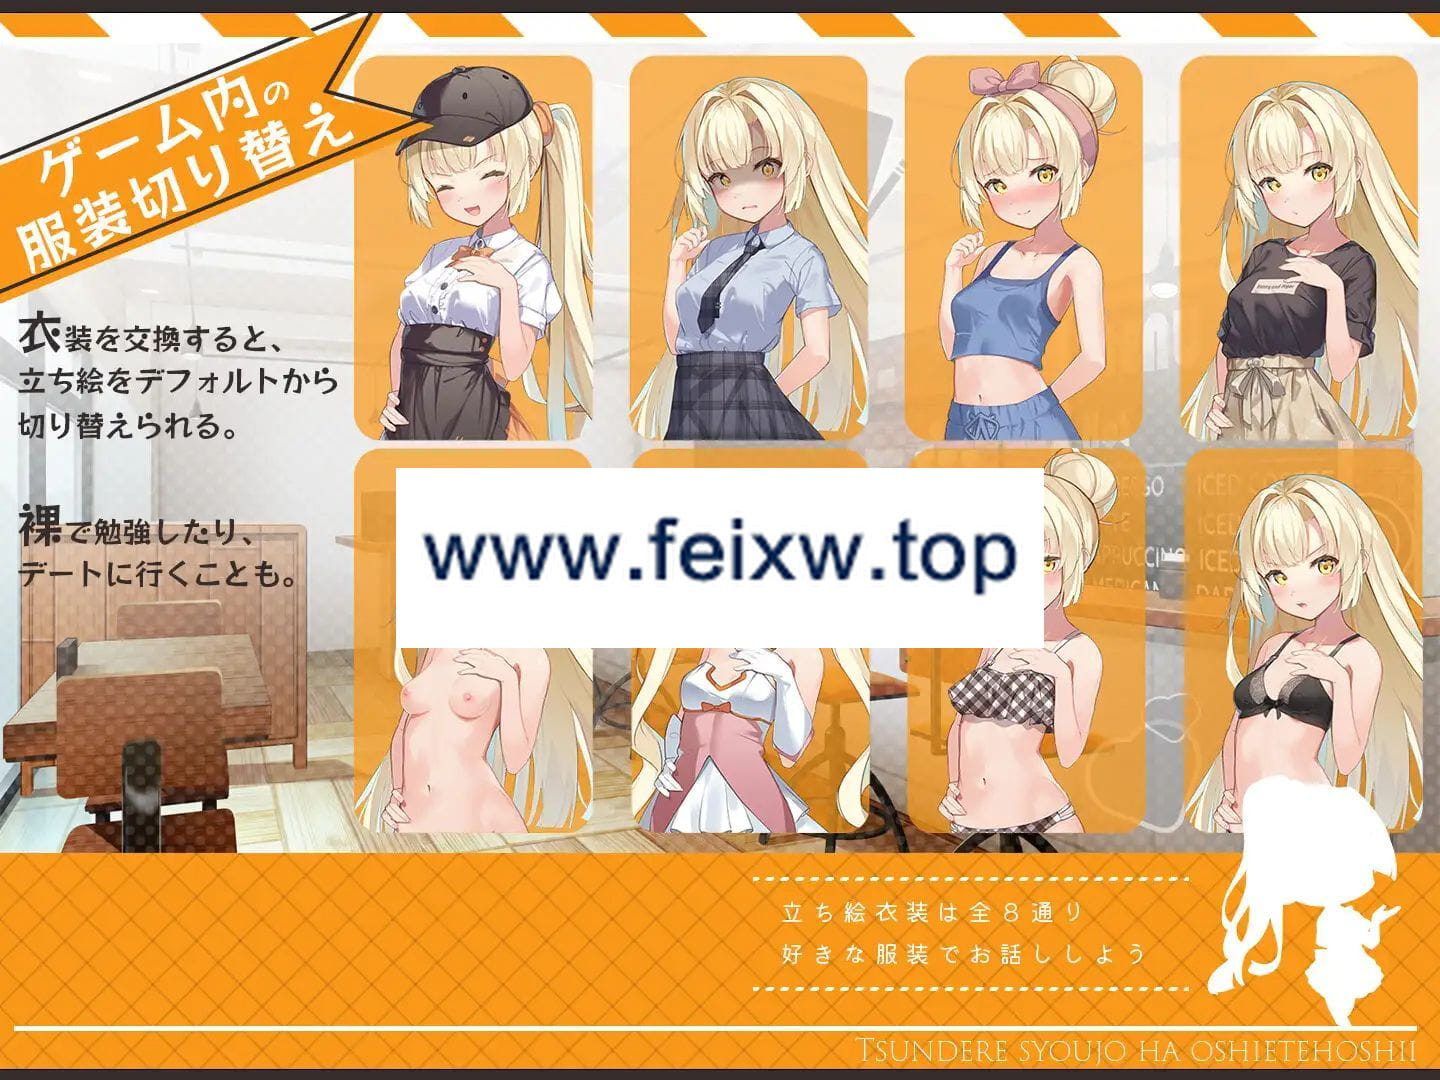 ゲーム内の
服装切り替え
衣装を交換すると、
立ち絵をデフォルトから
切り替えられる。
裸で勉強したり、
デートに行くことも。
www.feixw.top
立ち絵衣装は全８通り
好きな服装でお話ししよう
TSUNDERE SYOUJO HA OSHIETEHOSHII